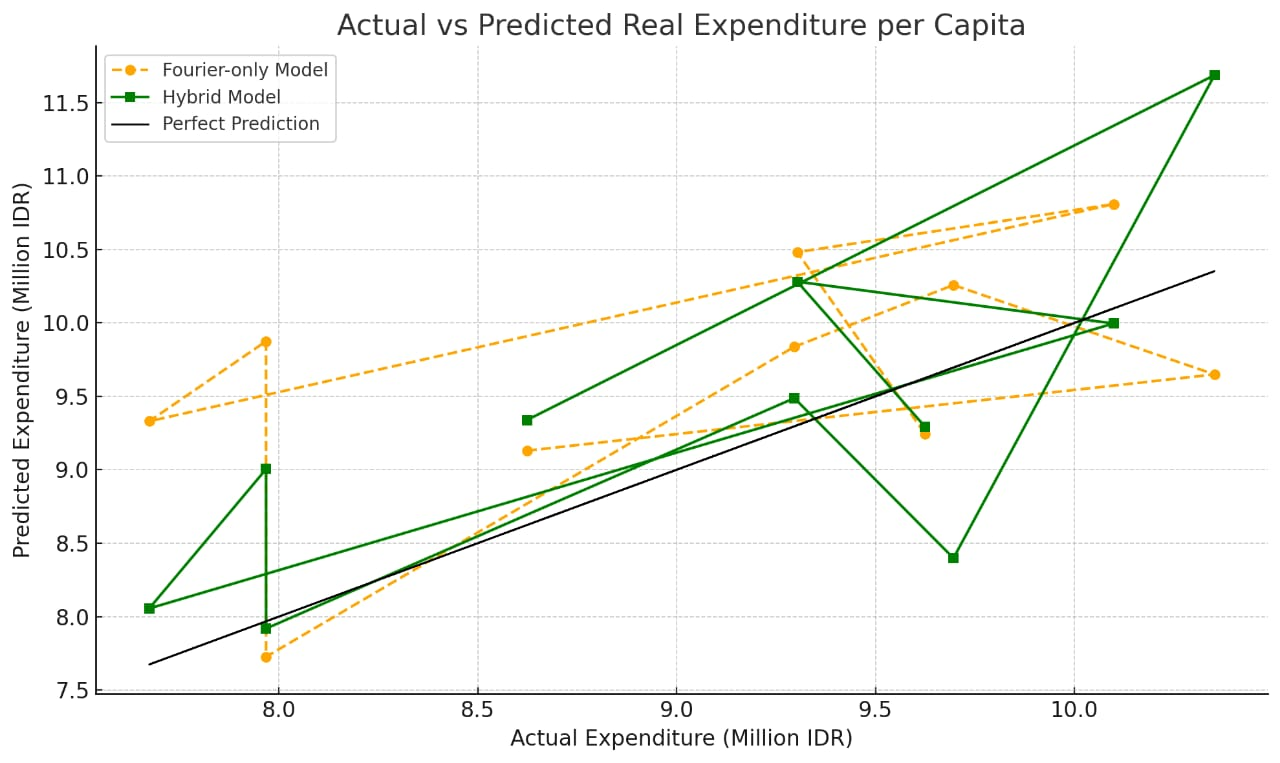 Actual vs Predicted Real Expenditure per Capita
Fourier-only Model
Hybrid Model
Perfect Prediction
Predicted Expenditure (Million IDR)
11.5
11.0
10.5
10.0
9.5
9.0
8.5
8.0
7.5
8.0 8.5 9.0 9.5 10.0
Actual Expenditure (Million IDR)